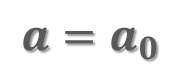 a = a₀